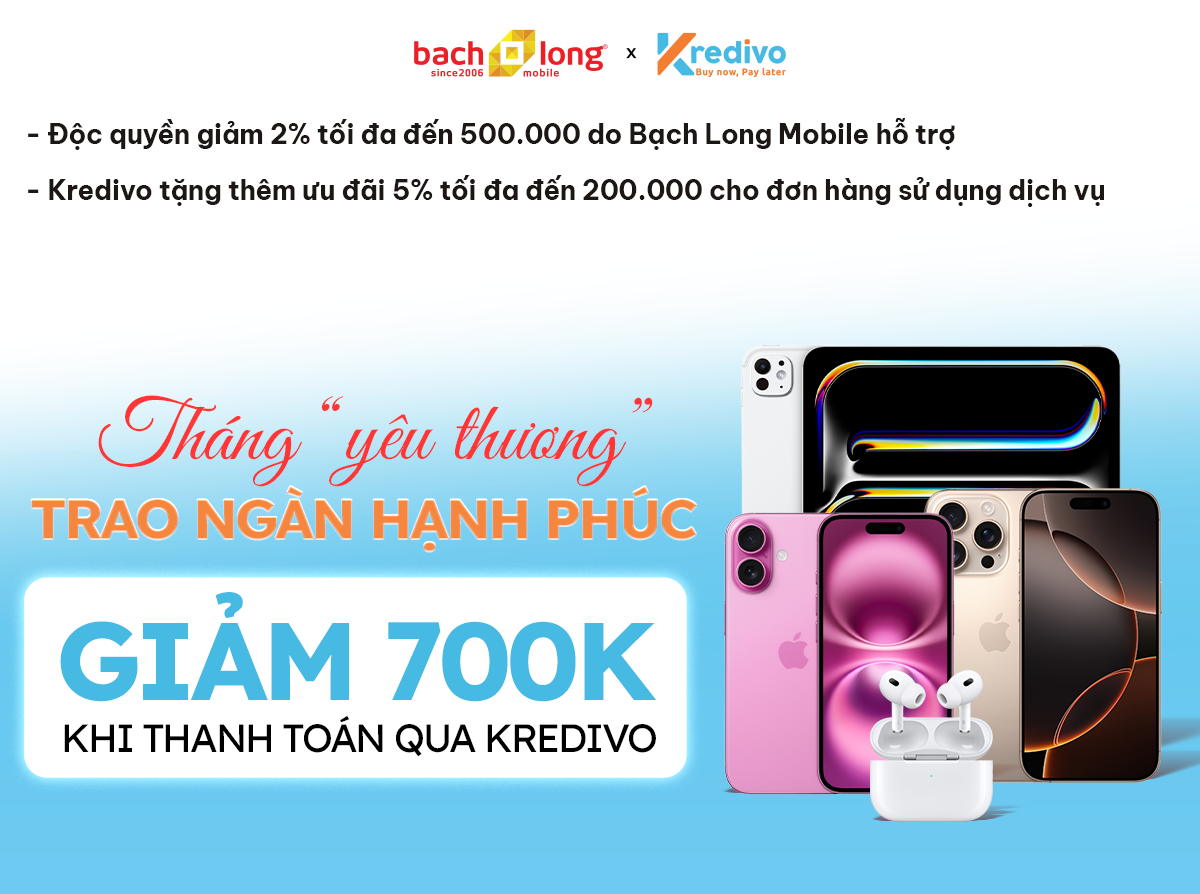 bach long®
since2006 mobile
x
Kredivo
Buy now, Pay later
- Độc quyền giảm 2% tối đa đến 500.000 do Bạch Long Mobile hỗ trợ
- Kredivo tặng thêm ưu đãi 5% tối đa đến 200.000 cho đơn hàng sử dụng dịch vụ
Tháng “yêu thương”
TRAO NGÀN HẠNH PHÚC
GIẢM 700K
KHI THANH TOÁN QUA KREDIVO